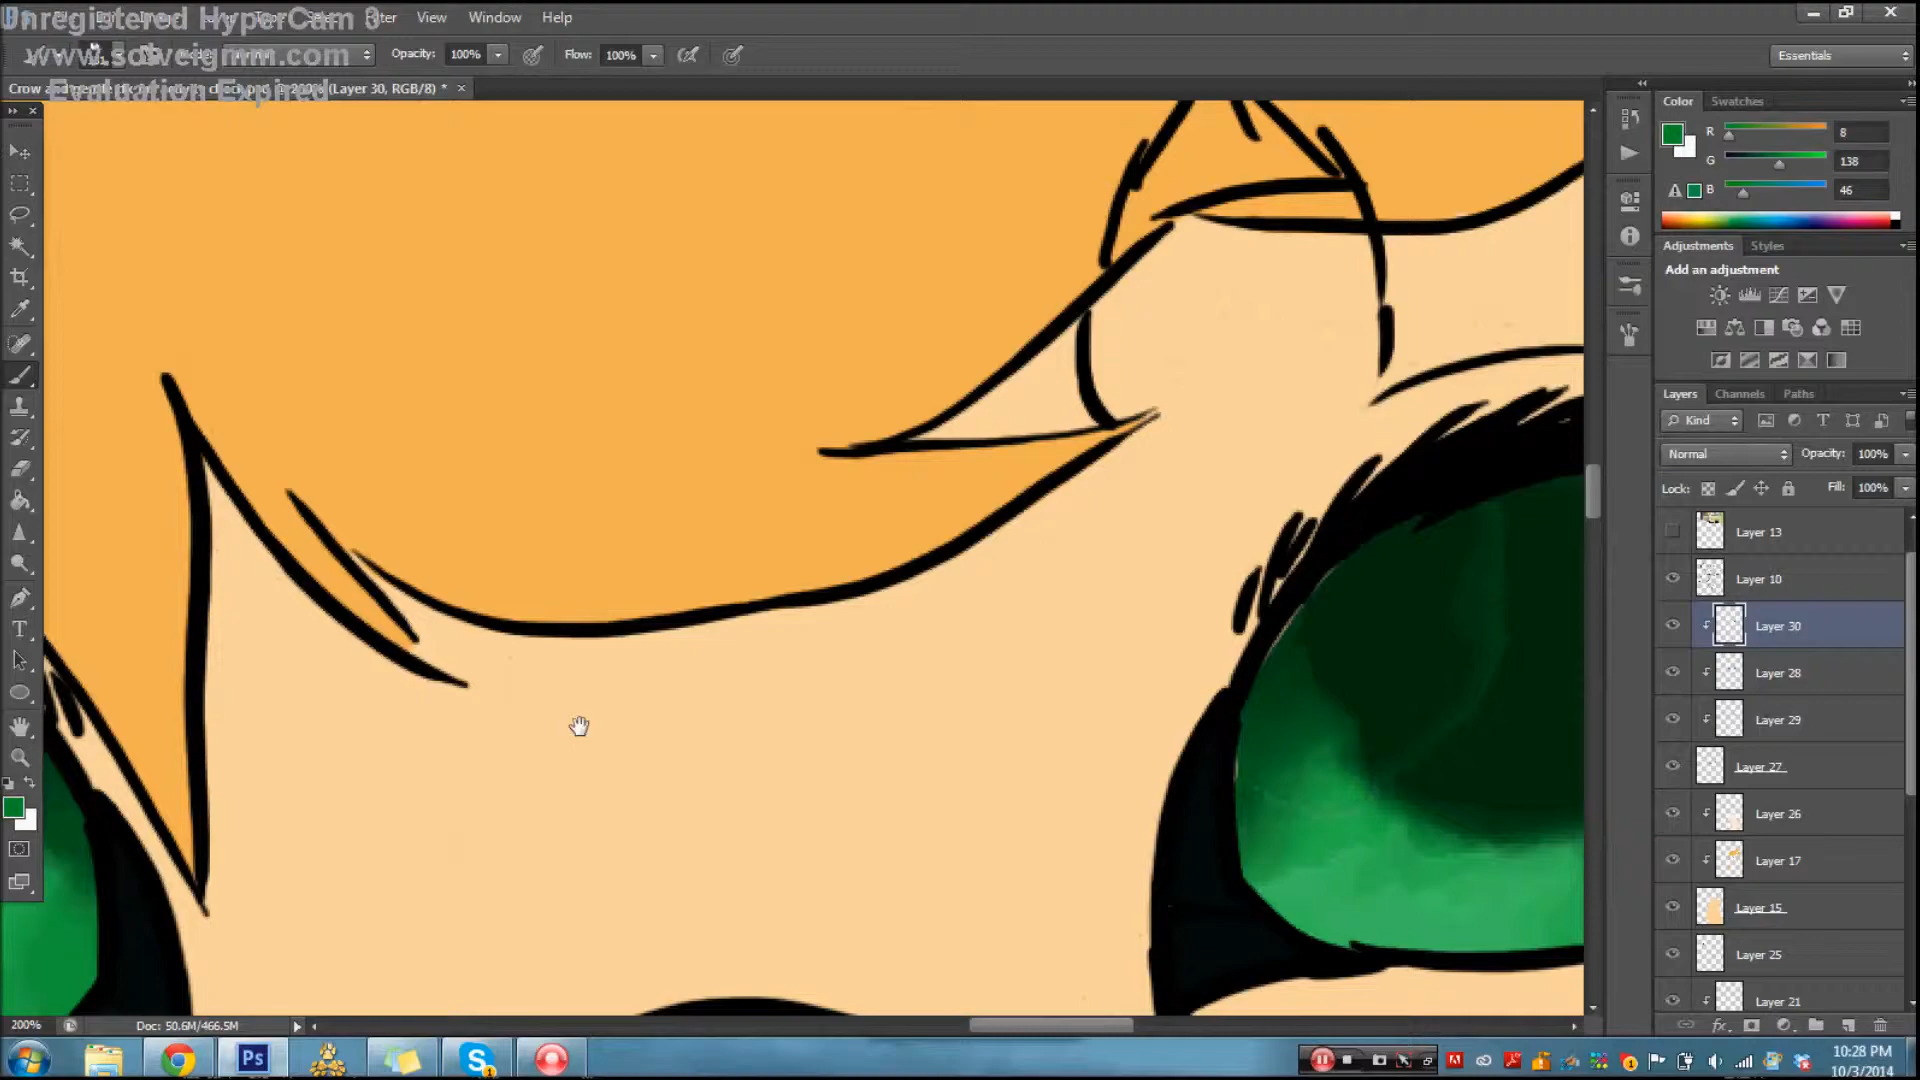 Unregistered HyperCam 3
www.solveigmm.com
Evaluation Expired
Filter View Window Help
Opacity: 100% Flow: 100% Essentials
(Layer 30, RGB/8) *
Color Swatches
R 8
G 138
B 46
Adjustments Styles
Add an adjustment
Layers Channels Paths
Kind
Normal Opacity: 100%
Lock: Fill: 100%
Layer 13
Layer 10
Layer 30
Layer 28
Layer 29
Layer 27
Layer 26
Layer 17
Layer 15
Layer 25
Layer 21
200% Doc: 50.6M/466.5M
10:28 PM
10/3/2014